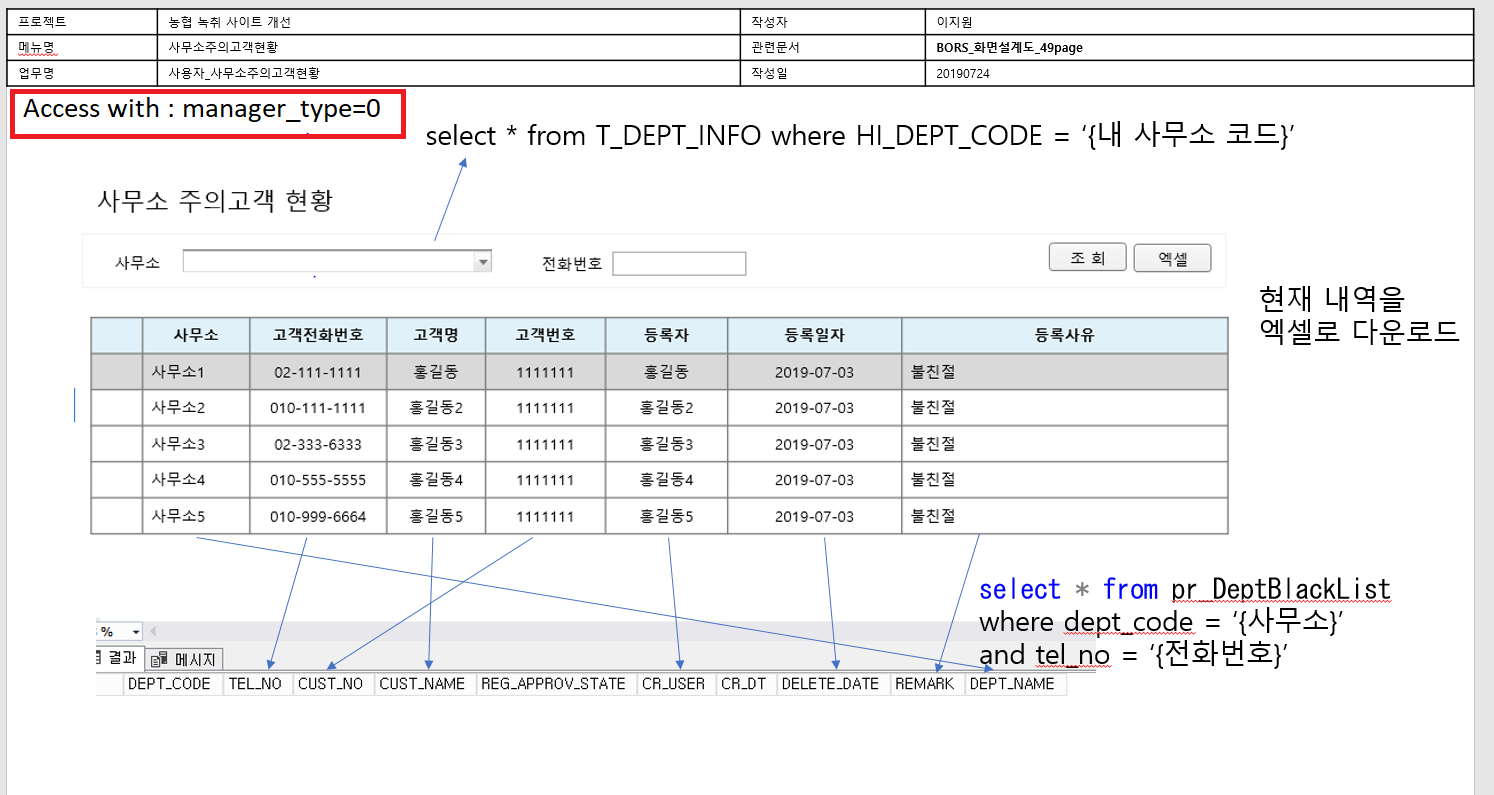 프로젝트 농협 녹취 사이트 개선 작성자 이지원
메뉴명 사무소주의고객현황 관련문서 BORS_화면설계도_49page
업무명 사용자_사무소주의고객현황 작성일 20190724
Access with : manager_type=0
select * from T_DEPT_INFO where HI_DEPT_CODE = ‘{내 사무소 코드}’
사무소 주의고객 현황
사무소 전화번호 조 회 엑셀
현재 내역을
엑셀로 다운로드
사무소 고객전화번호 고객명 고객번호 등록자 등록일자 등록사유
사무소1 02-111-1111 홍길동 1111111 홍길동 2019-07-03 불친절
사무소2 010-111-1111 홍길동2 1111111 홍길동2 2019-07-03 불친절
사무소3 02-333-6333 홍길동3 1111111 홍길동3 2019-07-03 불친절
사무소4 010-555-5555 홍길동4 1111111 홍길동4 2019-07-03 불친절
사무소5 010-999-6664 홍길동5 1111111 홍길동5 2019-07-03 불친절
select * from pr_DeptBlackList
where dept_code = ‘{사무소}’
and tel_no = ‘{전화번호}’
%
결과 메시지
DEPT_CODE TEL_NO CUST_NO CUST_NAME REG_APPROV_STATE CR_USER CR_DT DELETE_DATE REMARK DEPT_NAME